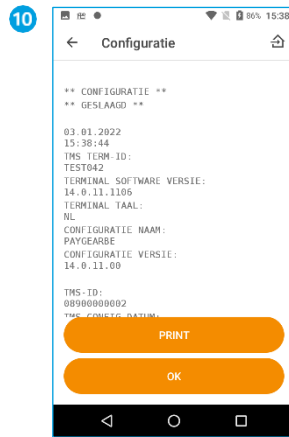 10
86% 15:38
Configuratie
** CONFIGURATIE **
** GESLAAGD **
03.01.2022
15:38:44
TMS TERM-ID:
TEST042
TERMINAL SOFTWARE VERSIE:
14.0.11.1106
TERMINAL TAAL:
NL
CONFIGURATIE NAAM:
PAYGEARBE
CONFIGURATIE VERSIE:
14.0.11.00
TMS-ID:
08900000002
TMS CONFIG DATUM:
PRINT
OK